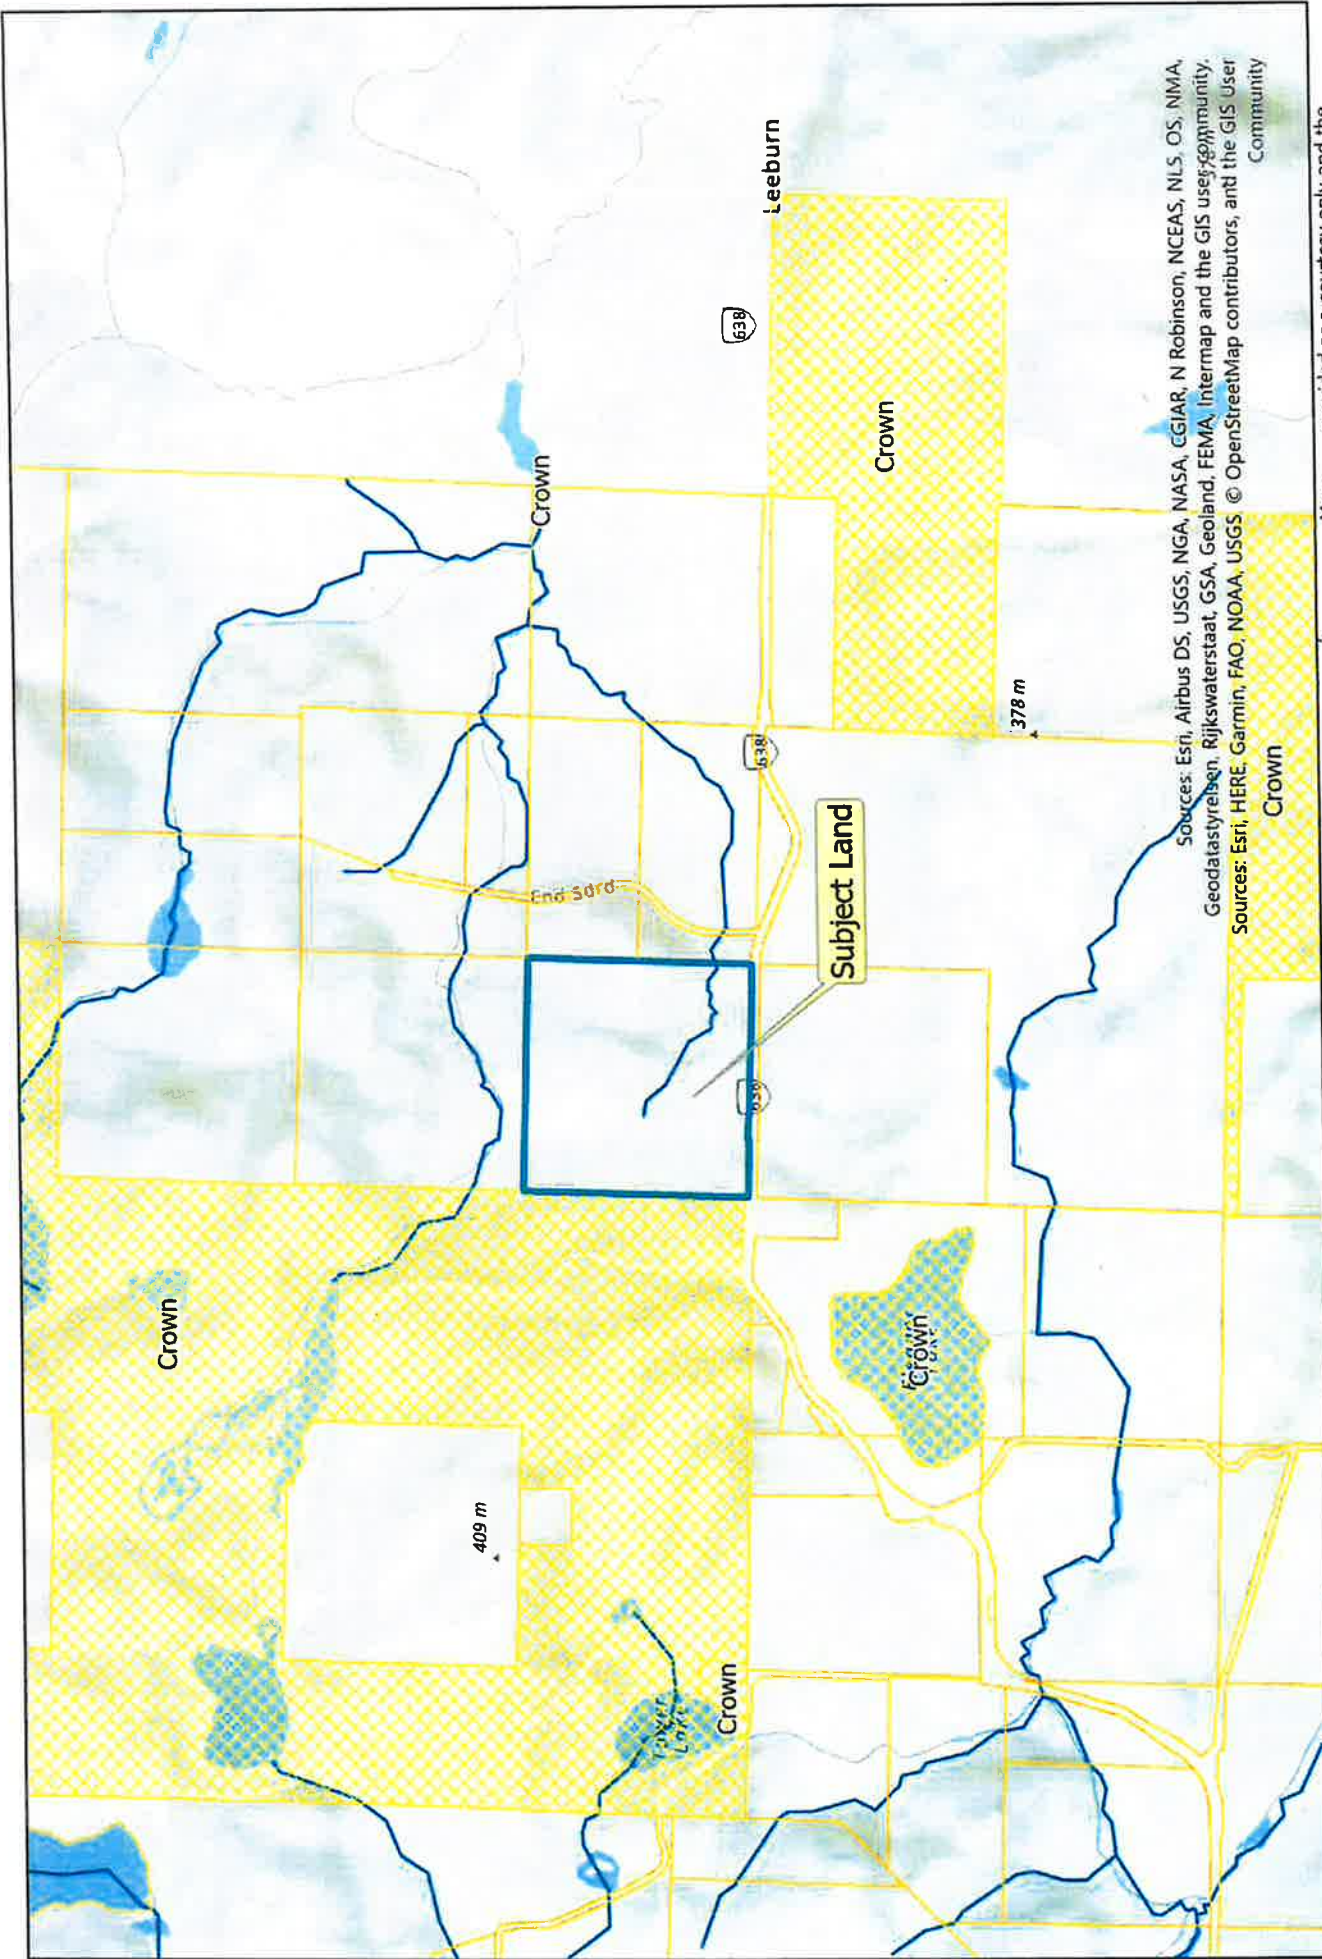 Crown
409 m
Tower
Lake
Crown
Crown
Crown
End Sdrd
638
638
638
Subject Land
Leeburn
Crown
378 m
Crown
Sources: Esri, Airbus DS, USGS, NGA, NASA, CGIAR, N Robinson, NCEAS, NLS, OS, NMA,
Geodatastyrelsen, Rijkswaterstaat, GSA, Geoland, FEMA, Intermap and the GIS user community.
Sources: Esri, HERE, Garmin, FAO, NOAA, USGS, © OpenStreetMap contributors, and the GIS User
Community